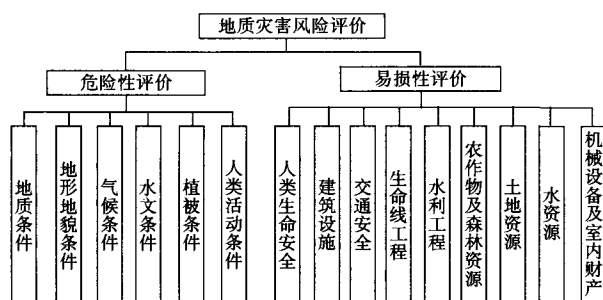 地质灾害风险评价
危险性评价
易损性评价
地质条件
地形地貌条件
气候条件
水文条件
植被条件
人类活动条件
人类生命安全
建筑设施
交通安全
生命线工程
水利工程
农作物及森林资源
土地资源
水资源
机械设备及室内财产